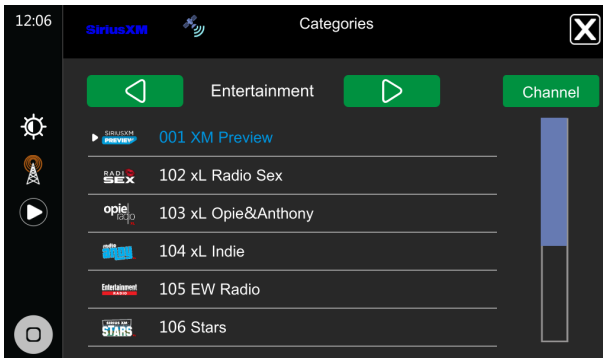 12:06
SiriusXM
Categories
X
Entertainment
Channel
SIRIUSXM
PREVIEW
001 XM Preview
RADIO
SEX
102 xL Radio Sex
opie
radio
103 xL Opie&Anthony
104 xL Indie
Entertainment
RADIO
105 EW Radio
SIRIUS XM
STARS
106 Stars